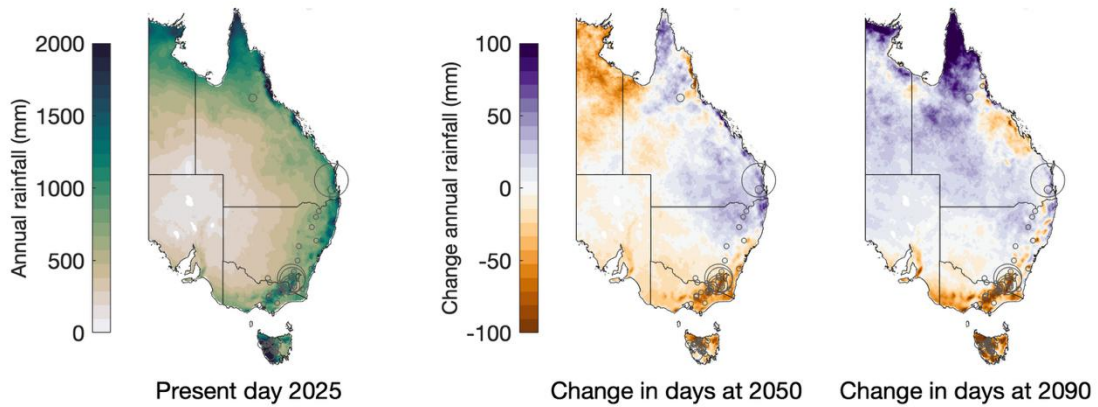 Annual rainfall (mm)
2000
1500
1000
500
0
Present day 2025
Change annual rainfall (mm)
100
50
0
-50
-100
Change in days at 2050
Change in days at 2090